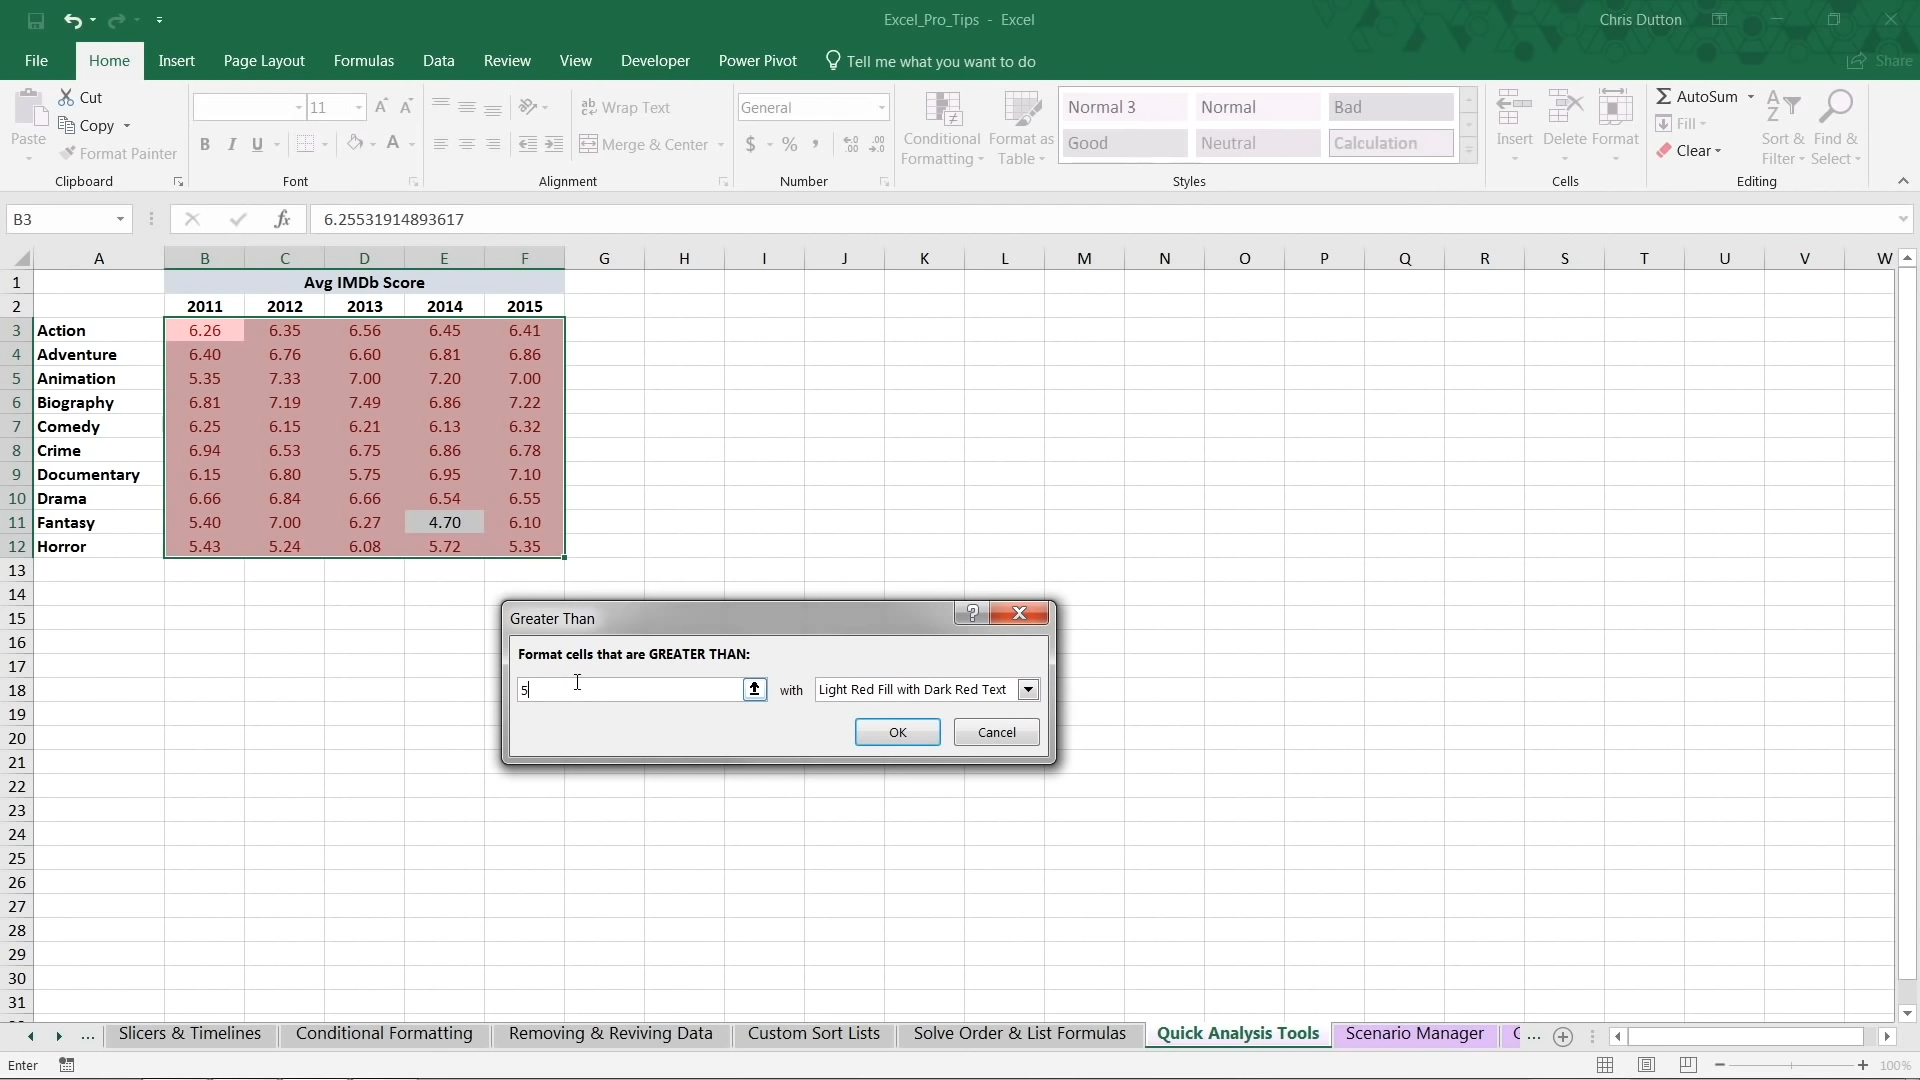 Excel_Pro_Tips - Excel
Chris Dutton
File Home Insert Page Layout Formulas Data Review View Developer Power Pivot Tell me what you want to do Share
Paste
Cut
Copy
Format Painter
Clipboard
11
B I U
Font
Wrap Text
Merge & Center
Alignment
General
$ % ,
Number
Conditional Formatting
Format as Table
Normal 3 Normal Bad
Good Neutral Calculation
Styles
Insert Delete Format
Cells
AutoSum
Fill
Clear
Sort & Filter
Find & Select
Editing
B3 fx 6.25531914893617
A B C D E F G H I J K L M N O P Q R S T U V W
1 Avg IMDb Score
2 2011 2012 2013 2014 2015
3 Action 6.26 6.35 6.56 6.45 6.41
4 Adventure 6.40 6.76 6.60 6.81 6.86
5 Animation 5.35 7.33 7.00 7.20 7.00
6 Biography 6.81 7.19 7.49 6.86 7.22
7 Comedy 6.25 6.15 6.21 6.13 6.32
8 Crime 6.94 6.53 6.75 6.86 6.78
9 Documentary 6.15 6.80 5.75 6.95 7.10
10 Drama 6.66 6.84 6.66 6.54 6.55
11 Fantasy 5.40 7.00 6.27 4.70 6.10
12 Horror 5.43 5.24 6.08 5.72 5.35
13
14
15
16
17
18
19
20
21
22
23
24
25
26
27
28
29
30
31
Greater Than
Format cells that are GREATER THAN:
5 with Light Red Fill with Dark Red Text
OK Cancel
... Slicers & Timelines Conditional Formatting Removing & Reviving Data Custom Sort Lists Solve Order & List Formulas Quick Analysis Tools Scenario Manager ...
Enter 100%